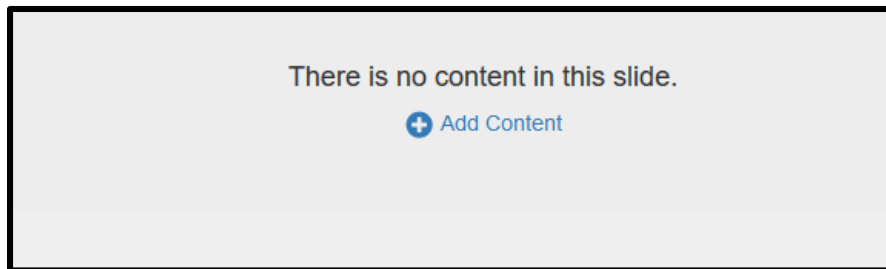 There is no content in this slide.
Add Content